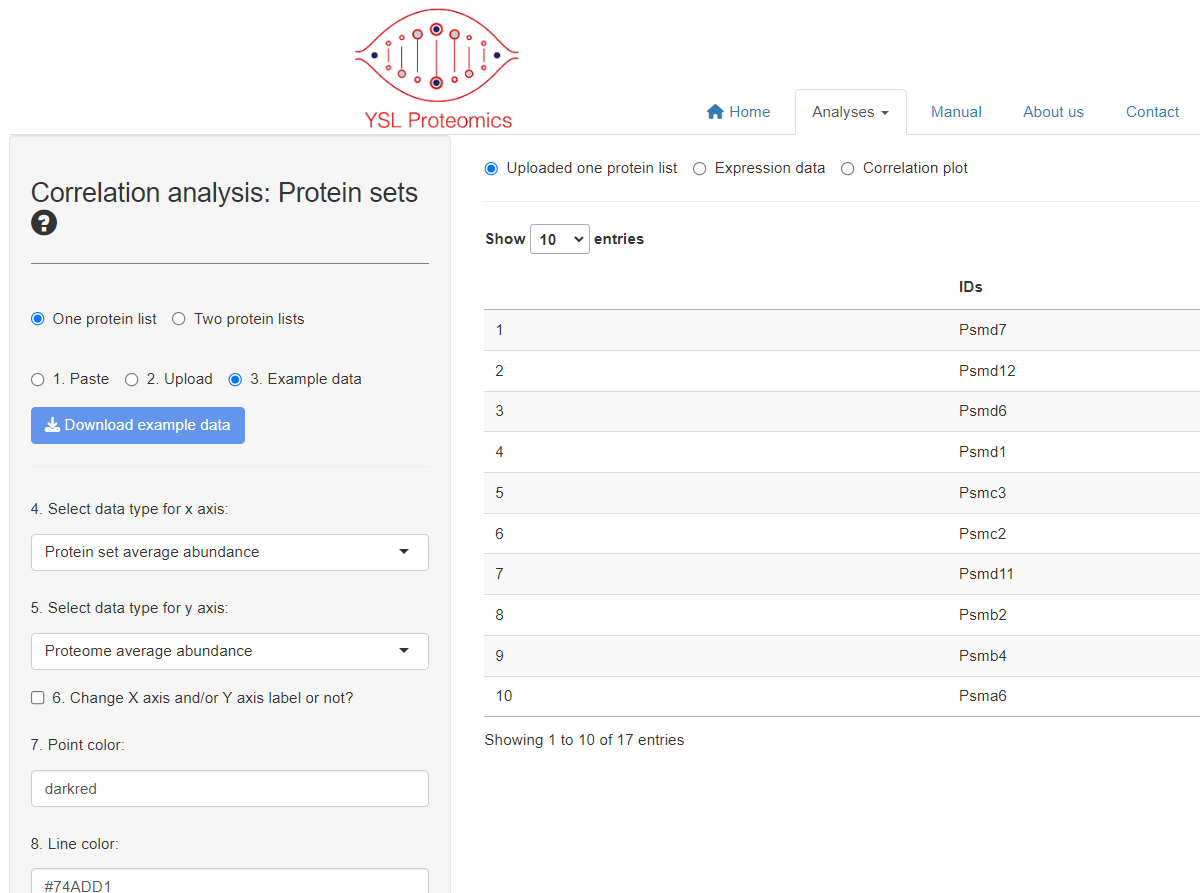 YSL Proteomics
Home Analyses Manual About us Contact
Correlation analysis: Protein sets
?
One protein list Two protein lists
1. Paste 2. Upload 3. Example data
Download example data
4. Select data type for x axis:
Protein set average abundance
5. Select data type for y axis:
Proteome average abundance
6. Change X axis and/or Y axis label or not?
7. Point color:
darkred
8. Line color:
#74ADD1
Uploaded one protein list Expression data Correlation plot
Show 10 entries
IDs
1 Psmd7
2 Psmd12
3 Psmd6
4 Psmd1
5 Psmc3
6 Psmc2
7 Psmd11
8 Psmb2
9 Psmb4
10 Psma6
Showing 1 to 10 of 17 entries